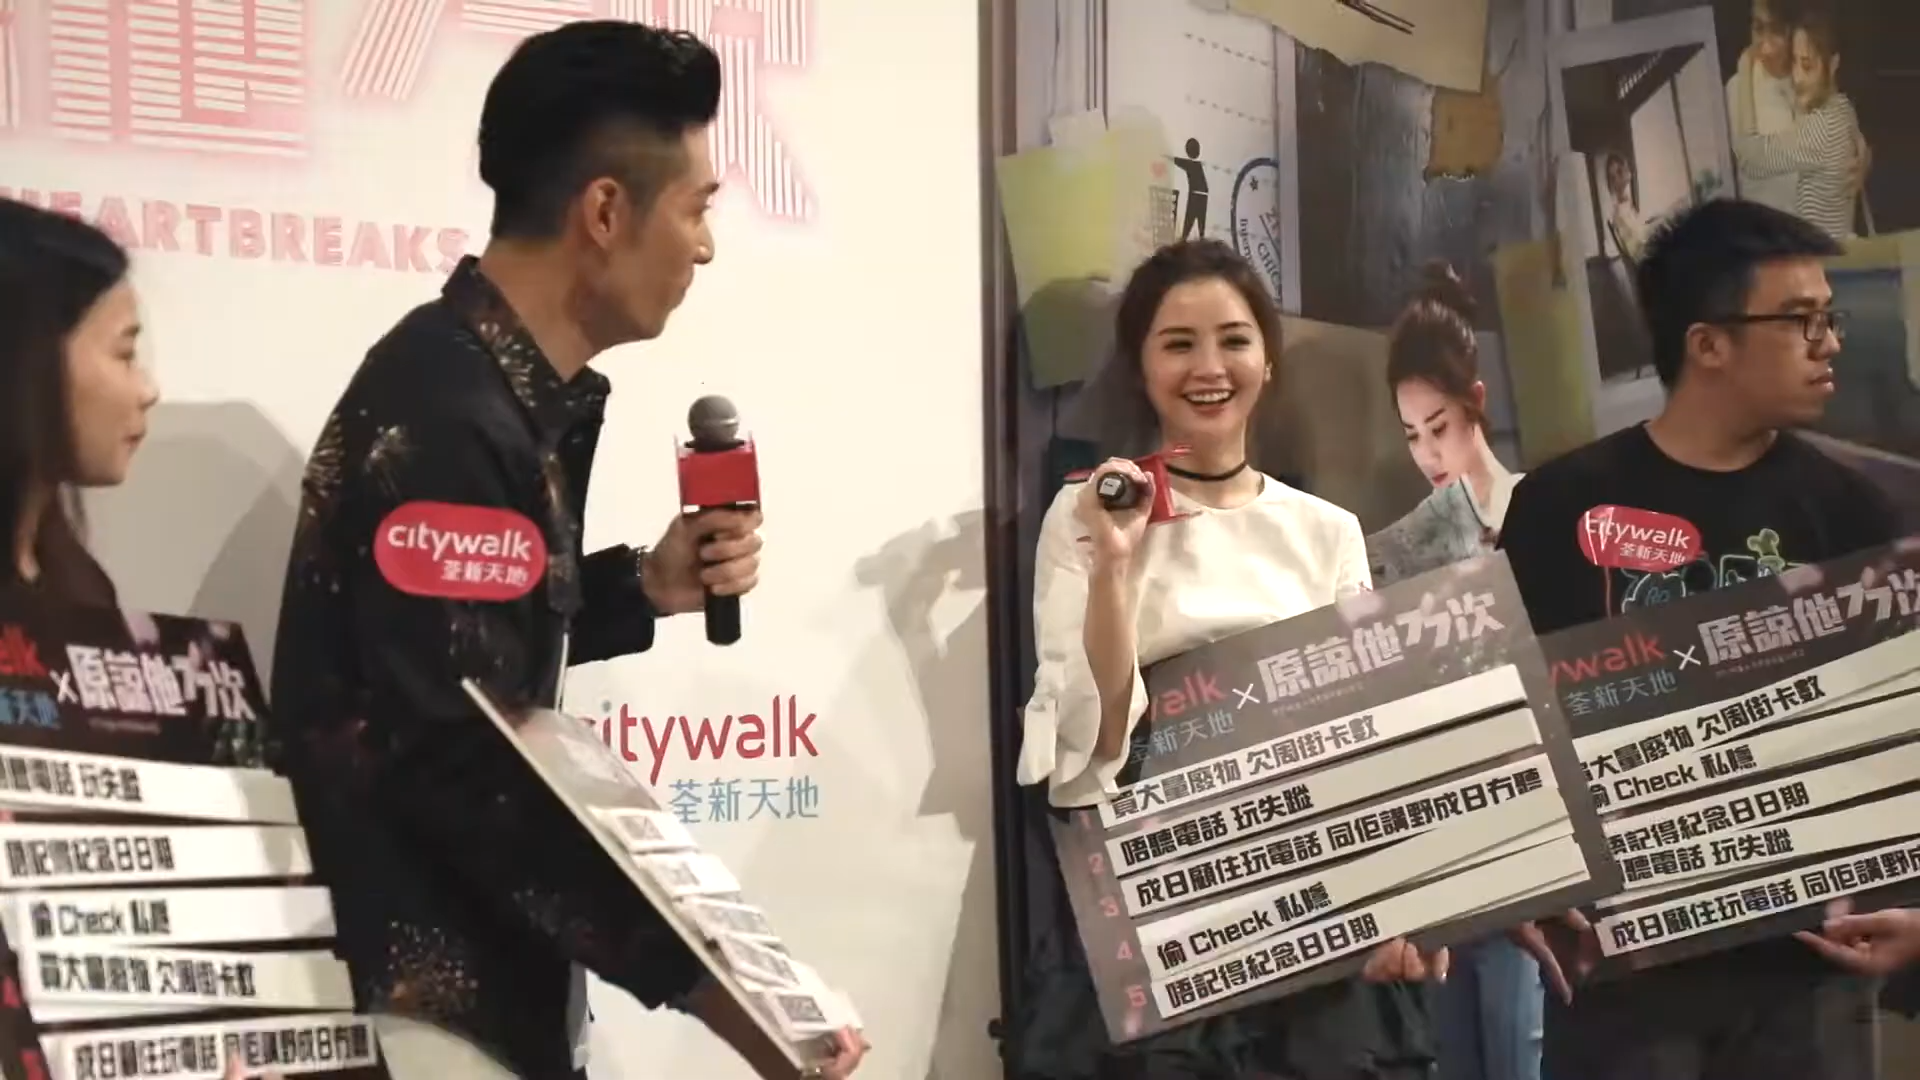 HEARTBREAKS
citywalk
荃新天地
citywalk
荃新天地
citywalk
荃新天地
×原諒他77次
聽電話 玩失蹤
唔記得紀念日日期
偷 Check 私隱
買大量廢物 欠周街卡數
成日顧住玩電話 同佢講野成日冇聽
walk
荃新天地
×原諒他77次
1 買大量廢物 欠周街卡數
2 唔聽電話 玩失蹤
3 成日顧住玩電話 同佢講野成日冇聽
4 偷 Check 私隱
5 唔記得紀念日日期
ywalk
荃新天地
×原諒他77次
買大量廢物 欠周街卡數
偷 Check 私隱
唔記得紀念日日期
聽電話 玩失蹤
成日顧住玩電話 同佢講野成